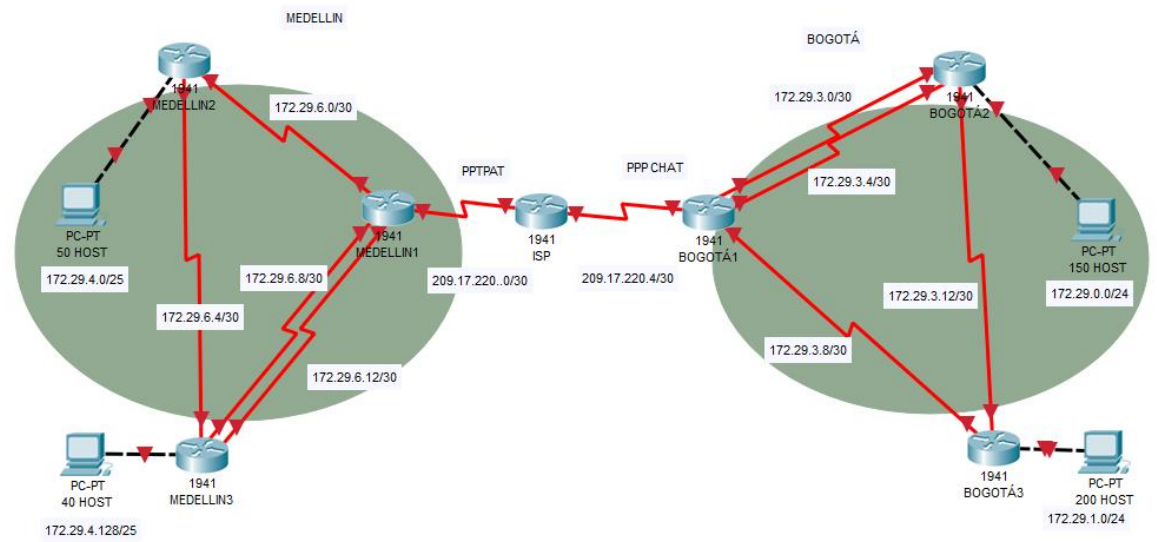 MEDELLIN
BOGOTÁ
1941
MEDELLIN2
172.29.6.0/30
PC-PT
50 HOST
172.29.4.0/25
1941
MEDELLIN1
172.29.6.8/30
172.29.6.4/30
172.29.6.12/30
PC-PT
40 HOST
172.29.4.128/25
1941
MEDELLIN3
PPTPAT
209.17.220..0/30
1941
ISP
PPP CHAT
209.17.220.4/30
1941
BOGOTÁ1
172.29.3.0/30
1941
BOGOTÁ2
172.29.3.4/30
PC-PT
150 HOST
172.29.0.0/24
172.29.3.12/30
172.29.3.8/30
1941
BOGOTÁ3
PC-PT
200 HOST
172.29.1.0/24